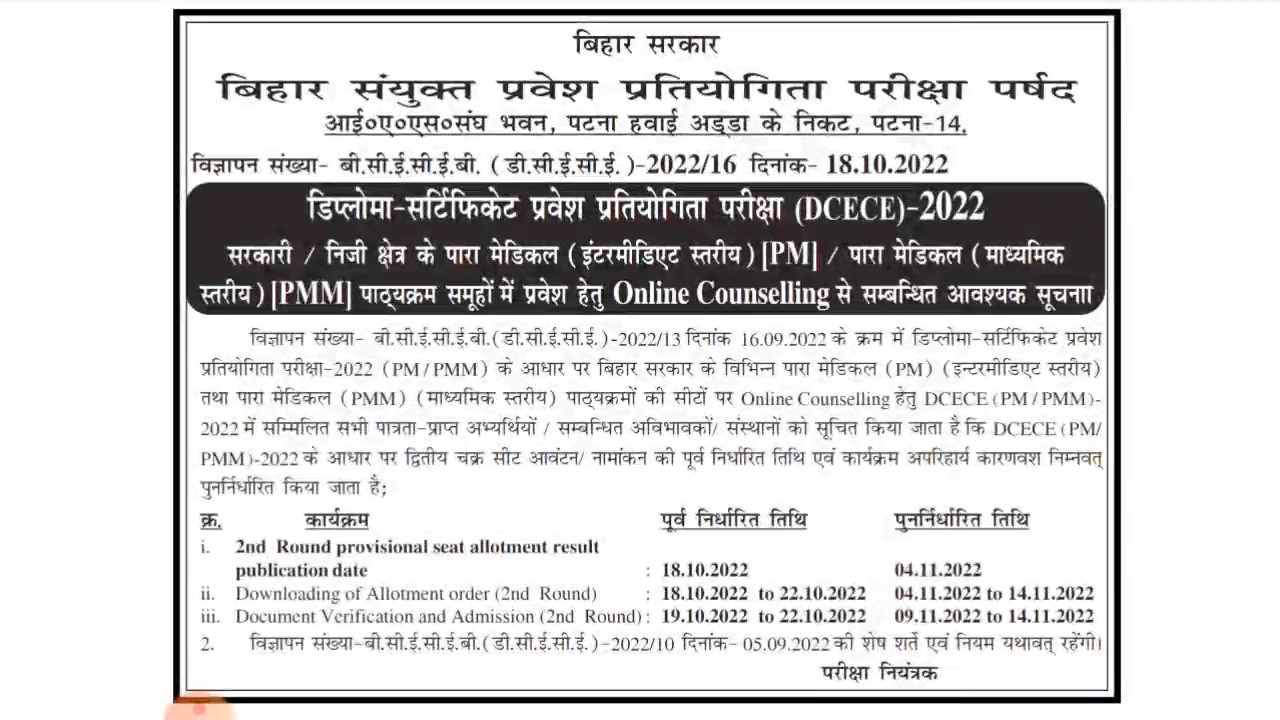 बिहार सरकार
बिहार संयुक्त प्रवेश प्रतियोगिता परीक्षा पर्षद
आई०ए०एस०संघ भवन, पटना हवाई अड्डा के निकट, पटना-14.
विज्ञापन संख्या- बी.सी.ई.सी.ई.बी. ( डी.सी.ई.सी.ई. )-2022/16 दिनांक- 18.10.2022
डिप्लोमा-सर्टिफिकेट प्रवेश प्रतियोगिता परीक्षा (DCECE)-2022
सरकारी / निजी क्षेत्र के पारा मेडिकल ( इंटरमीडिएट स्तरीय ) [PM] / पारा मेडिकल ( माध्यमिक
स्तरीय ) [PMM] पाठ्यक्रम समूहों में प्रवेश हेतु Online Counselling से सम्बन्धित आवश्यक सूचनाा
विज्ञापन संख्या- बी.सी.ई.सी.ई.बी.(डी.सी.ई.सी.ई.)-2022/13 दिनांक 16.09.2022 के क्रम में डिप्लोमा-सर्टिफिकेट प्रवेश
प्रतियोगिता परीक्षा-2022 (PM/PMM) के आधार पर बिहार सरकार के विभिन्न पारा मेडिकल (PM) (इन्टरमीडिएट स्तरीय)
तथा पारा मेडिकल (PMM) (माध्यमिक स्तरीय) पाठ्यक्रमों की सीटों पर Online Counselling हेतु DCECE (PM / PMM)-
2022 में सम्मिलित सभी पात्रता-प्राप्त अभ्यर्थियों / सम्बन्धित अविभावकों/ संस्थानों को सूचित किया जाता है कि DCECE (PM/
PMM)-2022 के आधार पर द्वितीय चक्र सीट आवंटन/ नामांकन की पूर्व निर्धारित तिथि एवं कार्यक्रम अपरिहार्य कारणवश निम्नवत्
पुनर्निर्धारित किया जाता है;
क्र. कार्यक्रम पूर्व निर्धारित तिथि पुनर्निर्धारित तिथि
i. 2nd Round provisional seat allotment result
publication date : 18.10.2022 04.11.2022
ii. Downloading of Allotment order (2nd Round) : 18.10.2022 to 22.10.2022 04.11.2022 to 14.11.2022
iii. Document Verification and Admission (2nd Round) : 19.10.2022 to 22.10.2022 09.11.2022 to 14.11.2022
2. विज्ञापन संख्या-बी.सी.ई.सी.ई.बी.(डी.सी.ई.सी.ई.)-2022/10 दिनांक- 05.09.2022 की शेष शर्ते एवं नियम यथावत् रहेंगी।
परीक्षा नियंत्रक